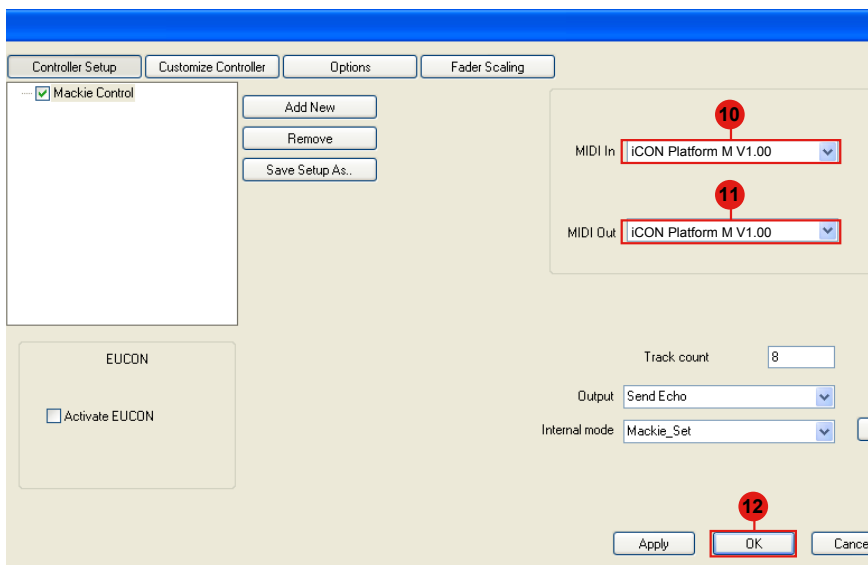 Controller Setup
Customize Controller
Options
Fader Scaling
Mackie Control
Add New
Remove
Save Setup As..
10
MIDI In
iCON Platform M V1.00
11
MIDI Out
iCON Platform M V1.00
EUCON
Activate EUCON
Track count
8
Output
Send Echo
Internal mode
Mackie_Set
12
Apply
OK
Cance